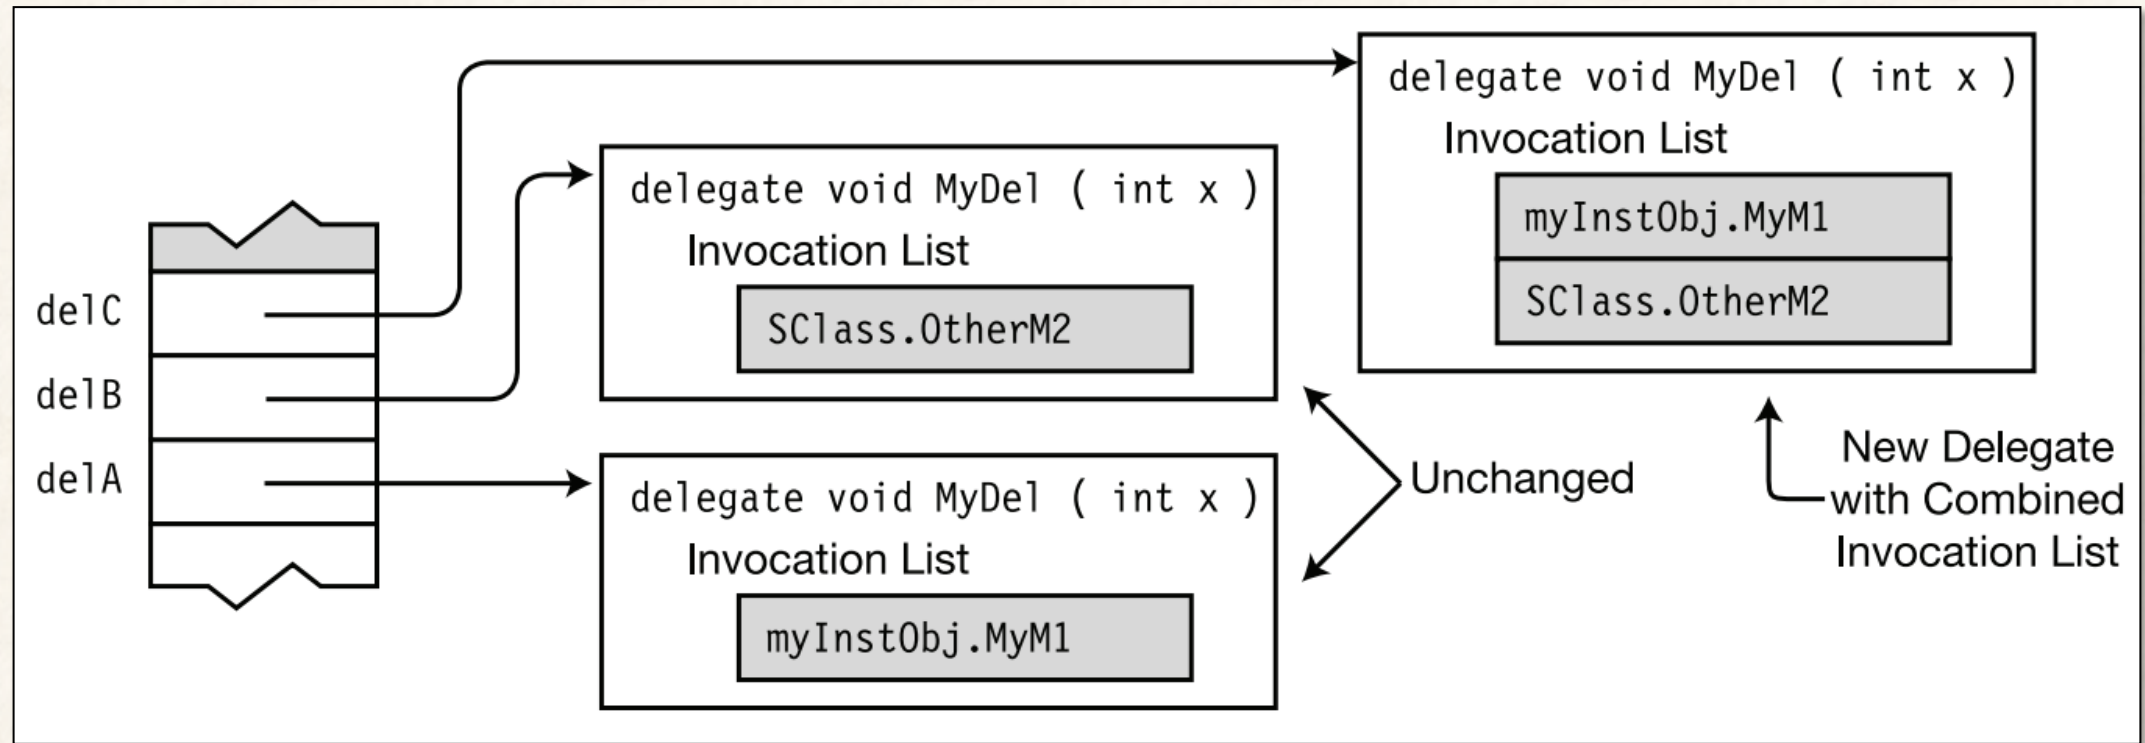 delC
delB
delA
delegate void MyDel ( int x )
Invocation List
SClass.OtherM2
delegate void MyDel ( int x )
Invocation List
myInstObj.MyM1
delegate void MyDel ( int x )
Invocation List
myInstObj.MyM1
SClass.OtherM2
Unchanged
New Delegate
with Combined
Invocation List